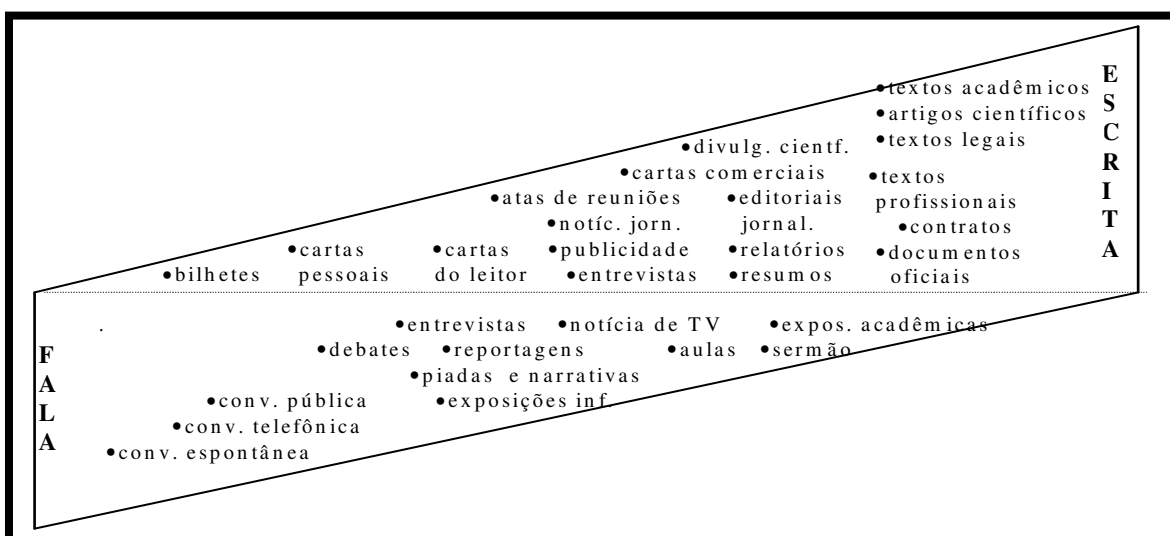 •textos acadêmicos
•artigos científicos
•textos legais
•divulg. cientf.
•cartas comerciais
•textos
profissionais
•atas de reuniões
•editoriais
jornal.
•notíc. jorn.
•contratos
•cartas
pessoais
•cartas
do leitor
•publicidade
•relatórios
•documentos
oficiais
•bilhetes
•entrevistas
•resumos
ESCRITA
FALA
•entrevistas
•notícia de TV
•expos. acadêmicas
•debates
•reportagens
•aulas
•sermão
•piadas e narrativas
•conv. pública
•exposições inf.
•conv. telefônica
•conv. espontânea